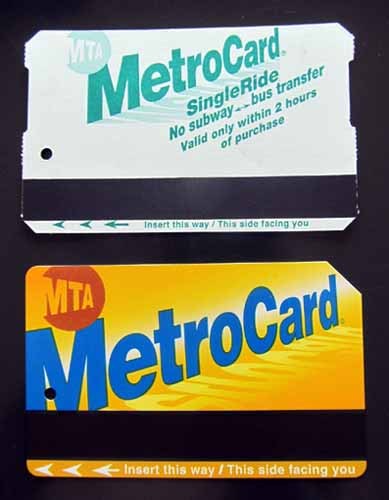 MTA
MetroCard
SingleRide
No subway↔bus transfer
Valid only within 2 hours
of purchase
Insert this way / This side facing you
MTA
MetroCard
Insert this way / This side facing you